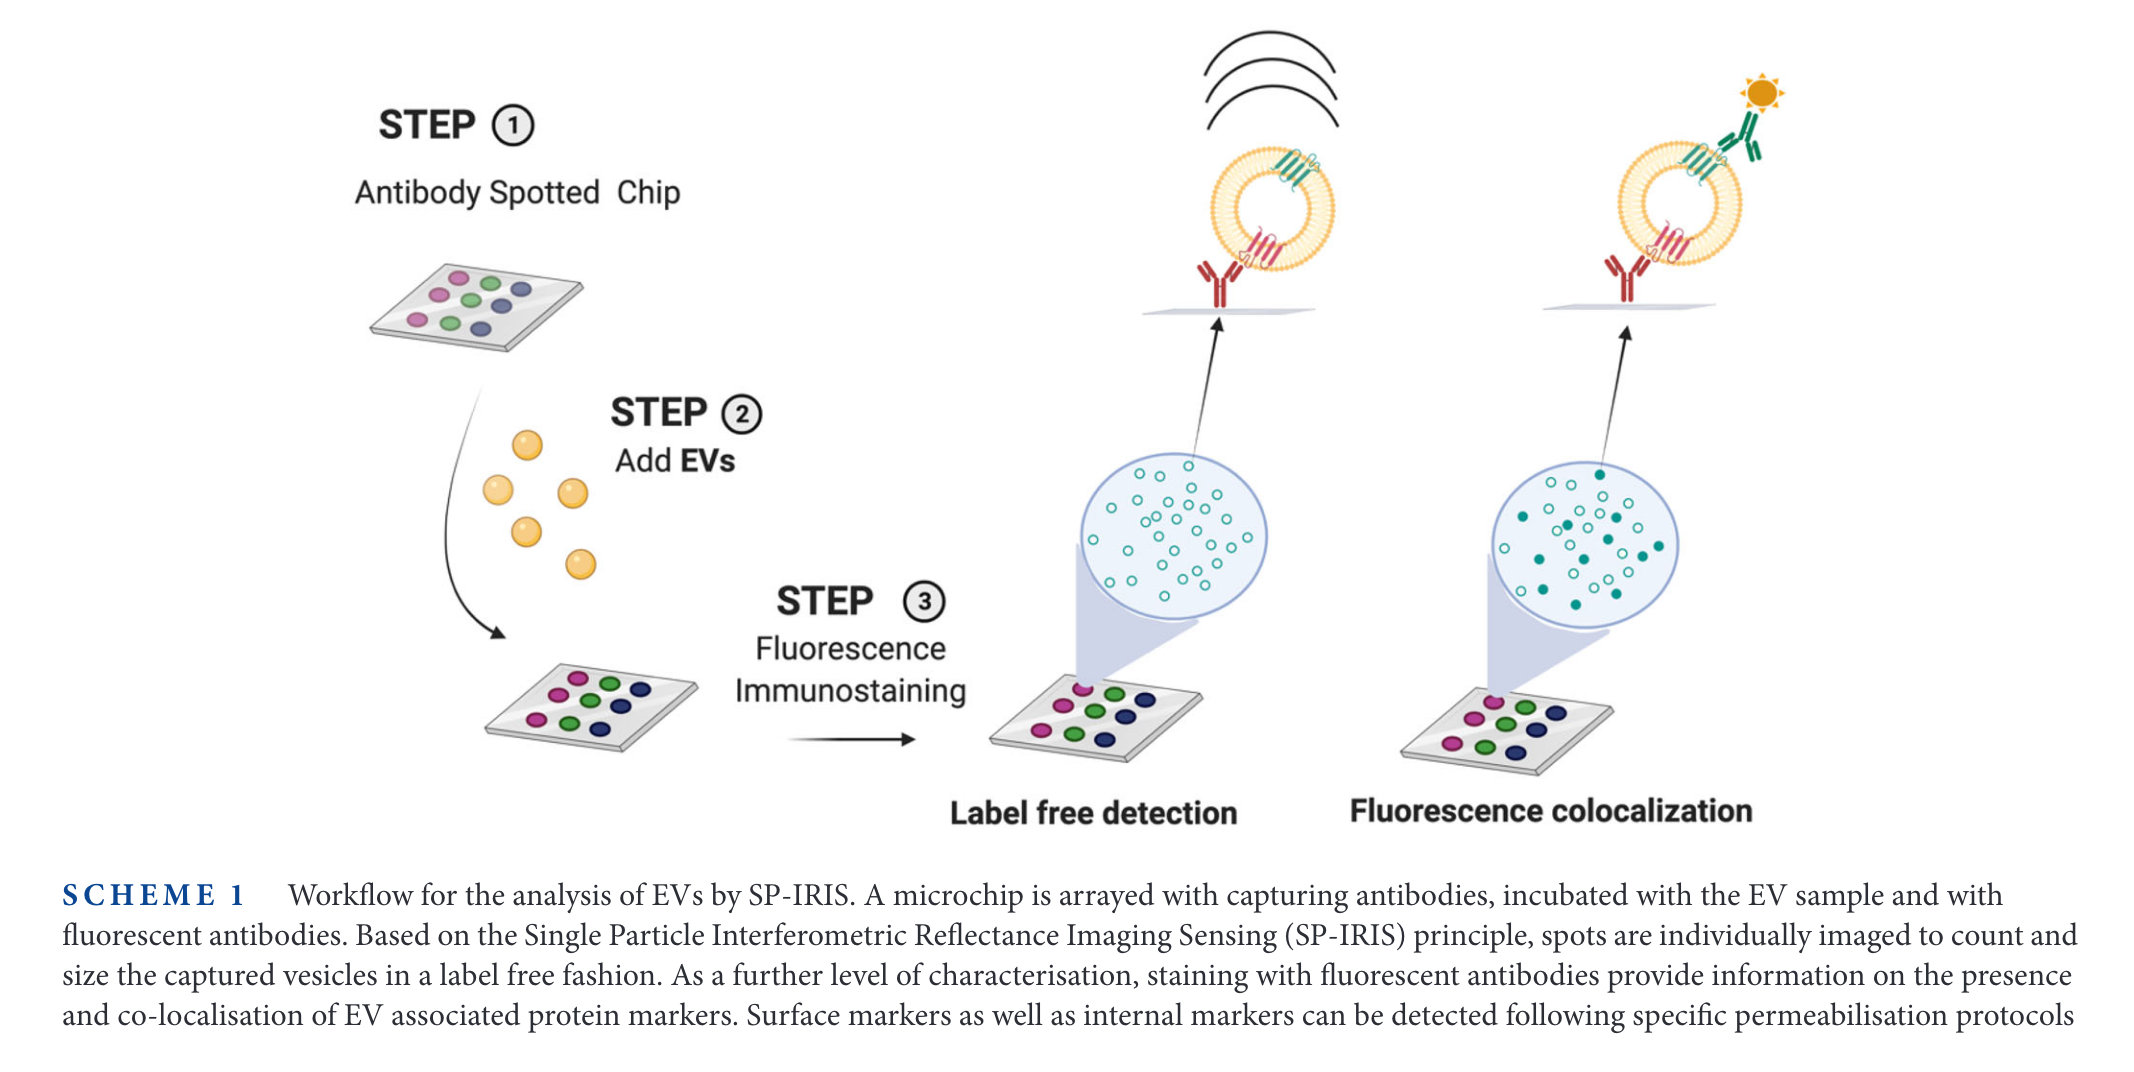 STEP 1
Antibody Spotted Chip
STEP 2
Add EVs
STEP 3
Fluorescence
Immunostaining
Label free detection
Fluorescence colocalization
SCHEME 1 Workflow for the analysis of EVs by SP-IRIS. A microchip is arrayed with capturing antibodies, incubated with the EV sample and with
fluorescent antibodies. Based on the Single Particle Interferometric Reflectance Imaging Sensing (SP-IRIS) principle, spots are individually imaged to count and
size the captured vesicles in a label free fashion. As a further level of characterisation, staining with fluorescent antibodies provide information on the presence
and co-localisation of EV associated protein markers. Surface markers as well as internal markers can be detected following specific permeabilisation protocols